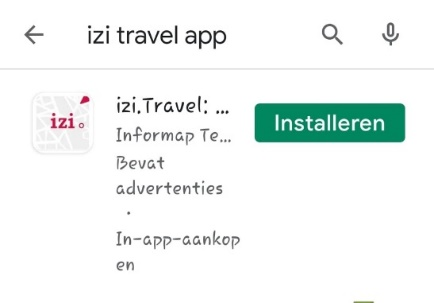 izi travel app
izi.
izi.Travel: ...
Informap Te...
Bevat
advertenties
·
In-app-aankop
en
Installeren